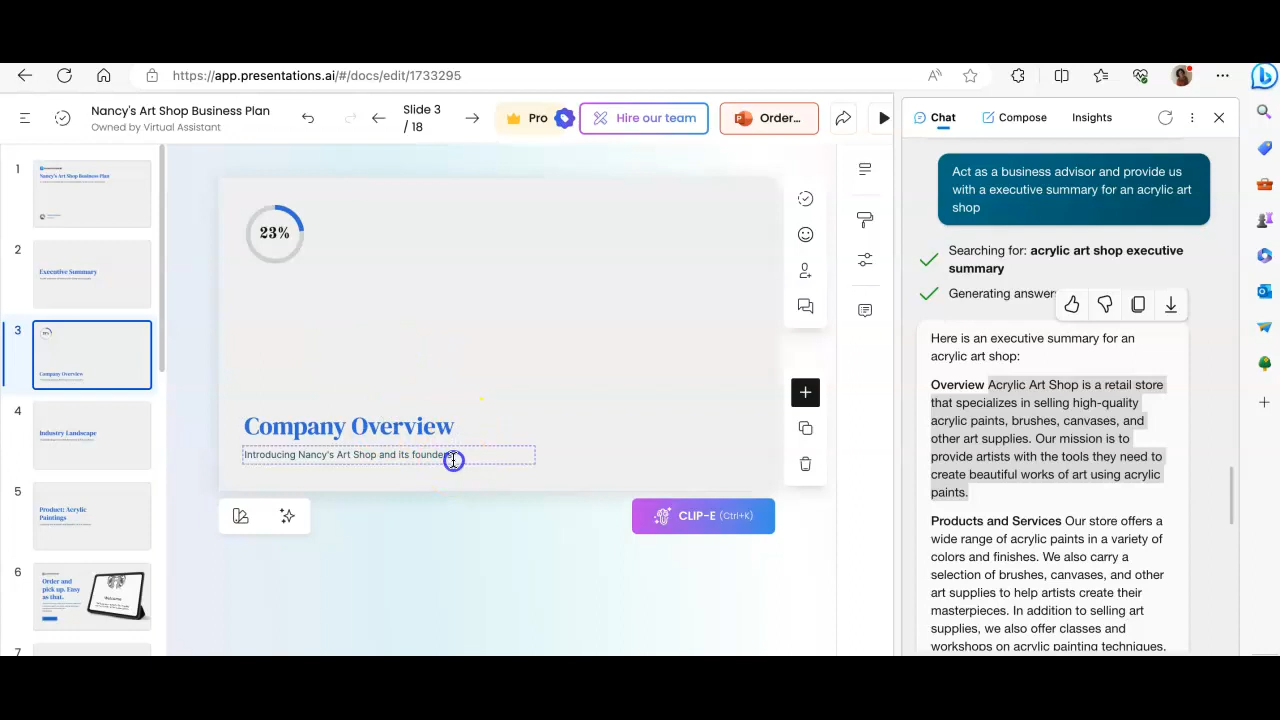 https://app.presentations.ai/#/docs/edit/1733295
Nancy's Art Shop Business Plan
Owned by Virtual Assistant
Slide 3
/ 18
Pro
Hire our team
Order...
Chat
Compose
Insights
1
Nancy's Art Shop Business Plan
2
Executive Summary
3
Company Overview
4
Industry Landscape
5
Product: Acrylic
Paintings
6
Order and
pick up. Easy
as that.
Welcome
7
23%
Company Overview
Introducing Nancy's Art Shop and its founder
CLIP-E (Ctrl+K)
Act as a business advisor and provide us
with a executive summary for an acrylic art
shop
Searching for: acrylic art shop executive
summary
Generating answer
Here is an executive summary for an
acrylic art shop:
Overview Acrylic Art Shop is a retail store
that specializes in selling high-quality
acrylic paints, brushes, canvases, and
other art supplies. Our mission is to
provide artists with the tools they need to
create beautiful works of art using acrylic
paints.
Products and Services Our store offers a
wide range of acrylic paints in a variety of
colors and finishes. We also carry a
selection of brushes, canvases, and other
art supplies to help artists create their
masterpieces. In addition to selling art
supplies, we also offer classes and
workshops on acrylic painting techniques.